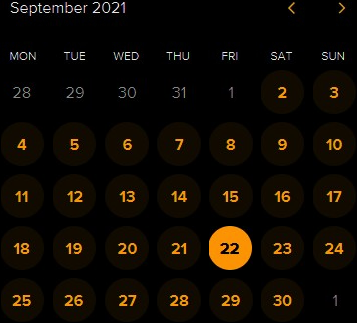 September 2021
MON TUE WED THU FRI SAT SUN
28 29 30 31 1 2 3
4 5 6 7 8 9 10
11 12 13 14 15 16 17
18 19 20 21 22 23 24
25 26 27 28 29 30 1